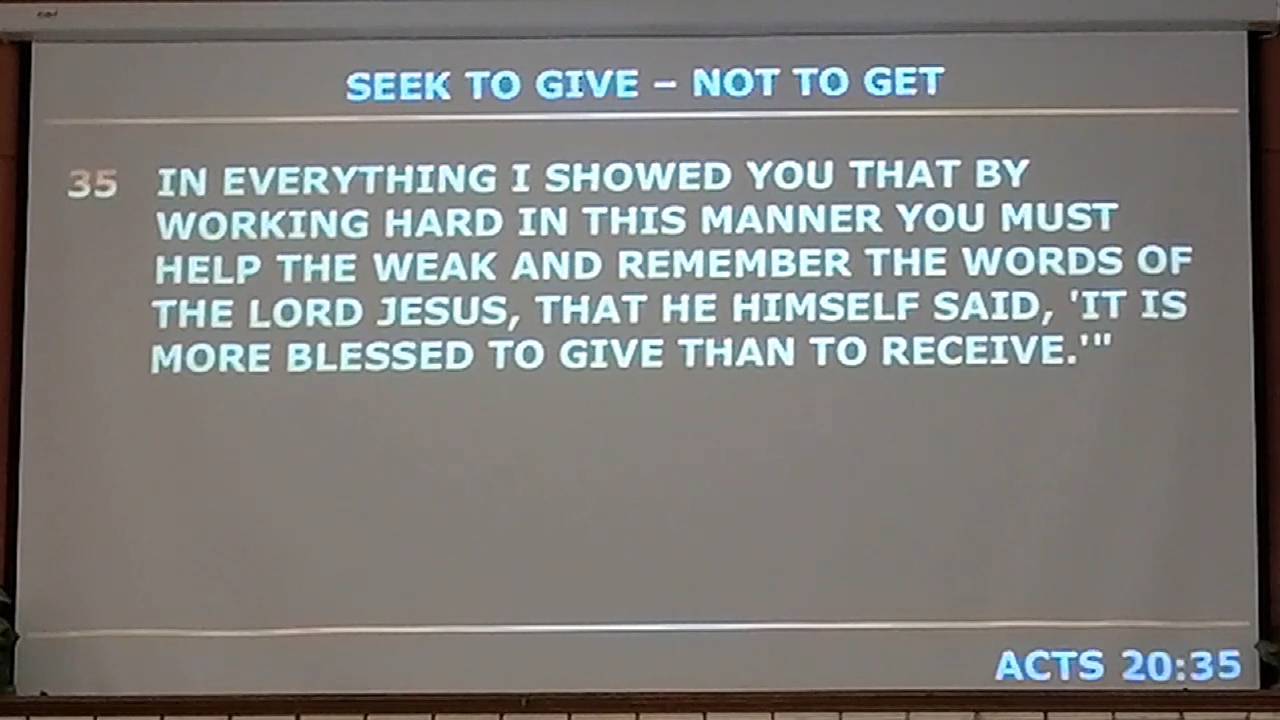 SEEK TO GIVE – NOT TO GET
35 IN EVERYTHING I SHOWED YOU THAT BY
WORKING HARD IN THIS MANNER YOU MUST
HELP THE WEAK AND REMEMBER THE WORDS OF
THE LORD JESUS, THAT HE HIMSELF SAID, 'IT IS
MORE BLESSED TO GIVE THAN TO RECEIVE.'"
ACTS 20:35